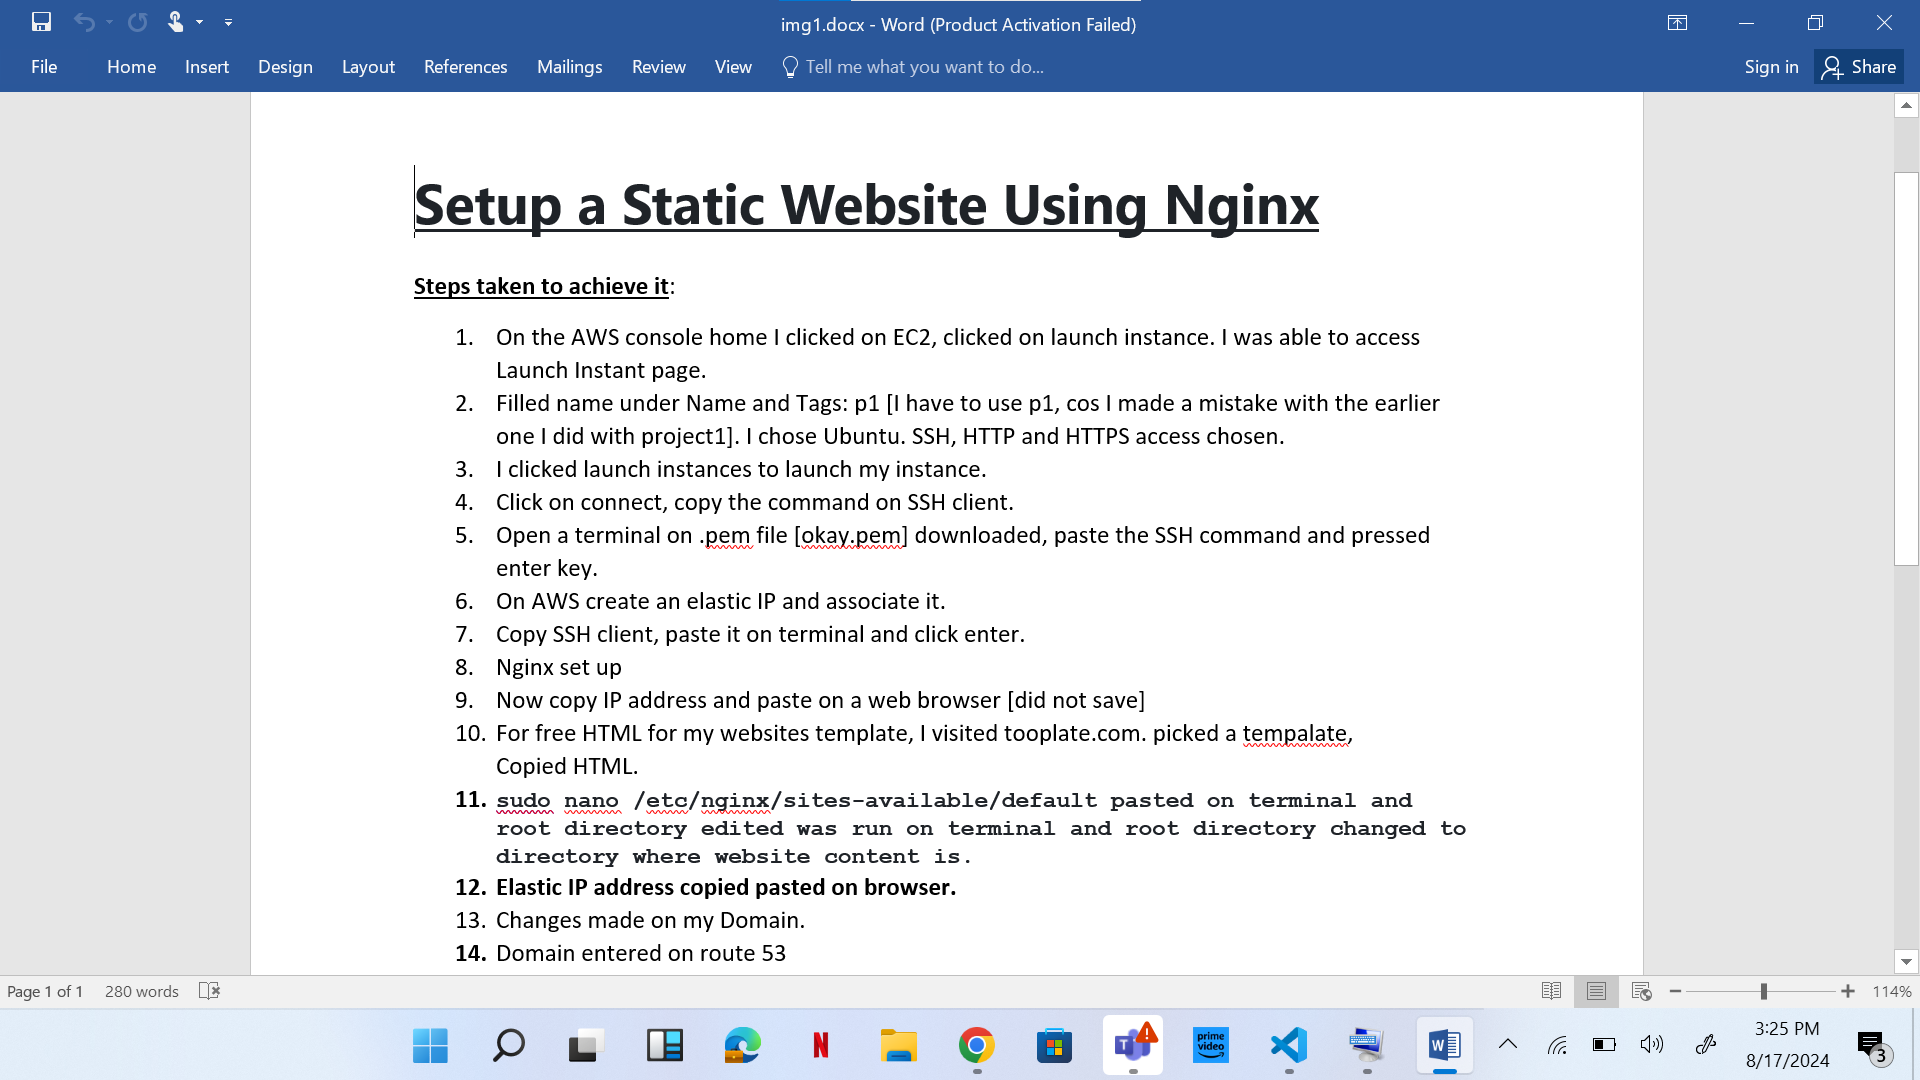 img1.docx - Word (Product Activation Failed)
File Home Insert Design Layout References Mailings Review View Tell me what you want to do... Sign in Share
Setup a Static Website Using Nginx
Steps taken to achieve it:
1. On the AWS console home I clicked on EC2, clicked on launch instance. I was able to access
Launch Instant page.
2. Filled name under Name and Tags: p1 [I have to use p1, cos I made a mistake with the earlier
one I did with project1]. I chose Ubuntu. SSH, HTTP and HTTPS access chosen.
3. I clicked launch instances to launch my instance.
4. Click on connect, copy the command on SSH client.
5. Open a terminal on .pem file [okay.pem] downloaded, paste the SSH command and pressed
enter key.
6. On AWS create an elastic IP and associate it.
7. Copy SSH client, paste it on terminal and click enter.
8. Nginx set up
9. Now copy IP address and paste on a web browser [did not save]
10. For free HTML for my websites template, I visited tooplate.com. picked a tempalate,
Copied HTML.
11. sudo nano /etc/nginx/sites-available/default pasted on terminal and
root directory edited was run on terminal and root directory changed to
directory where website content is.
12. Elastic IP address copied pasted on browser.
13. Changes made on my Domain.
14. Domain entered on route 53
Page 1 of 1 280 words 114%
N
T
prime video
W
3:25 PM
8/17/2024
3